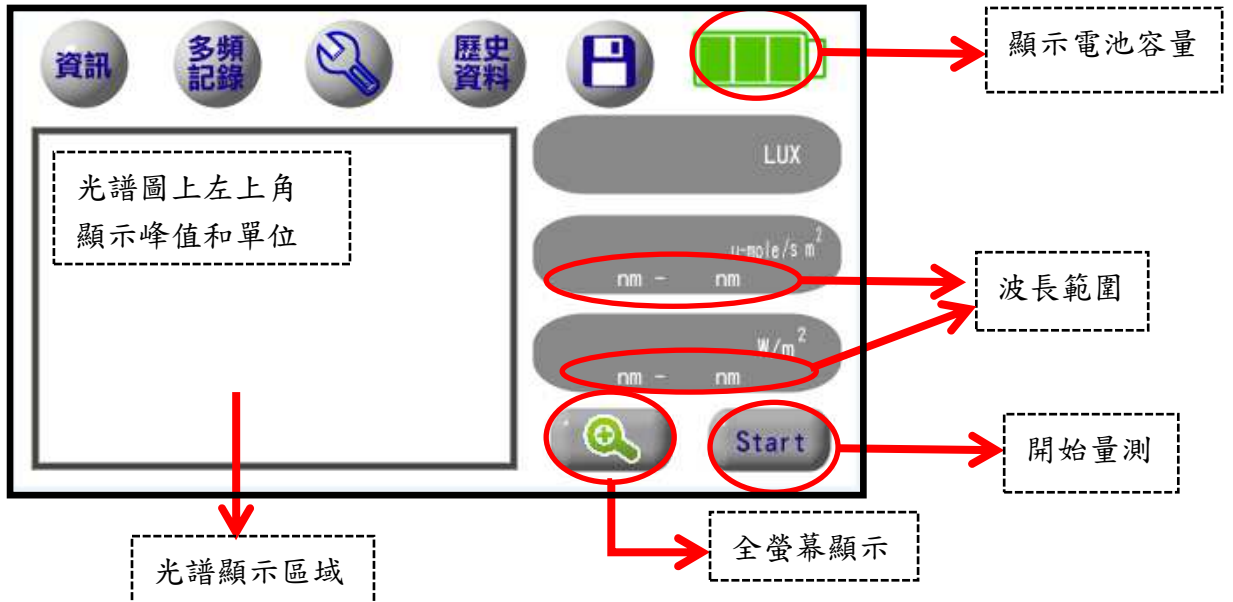 資訊
多頻
記錄
歷史
資料
顯示電池容量
光譜圖上左上角
顯示峰值和單位
LUX
u-mole/s m²
nm - nm
波長範圍
W/m²
nm - nm
Start
開始量測
全螢幕顯示
光譜顯示區域